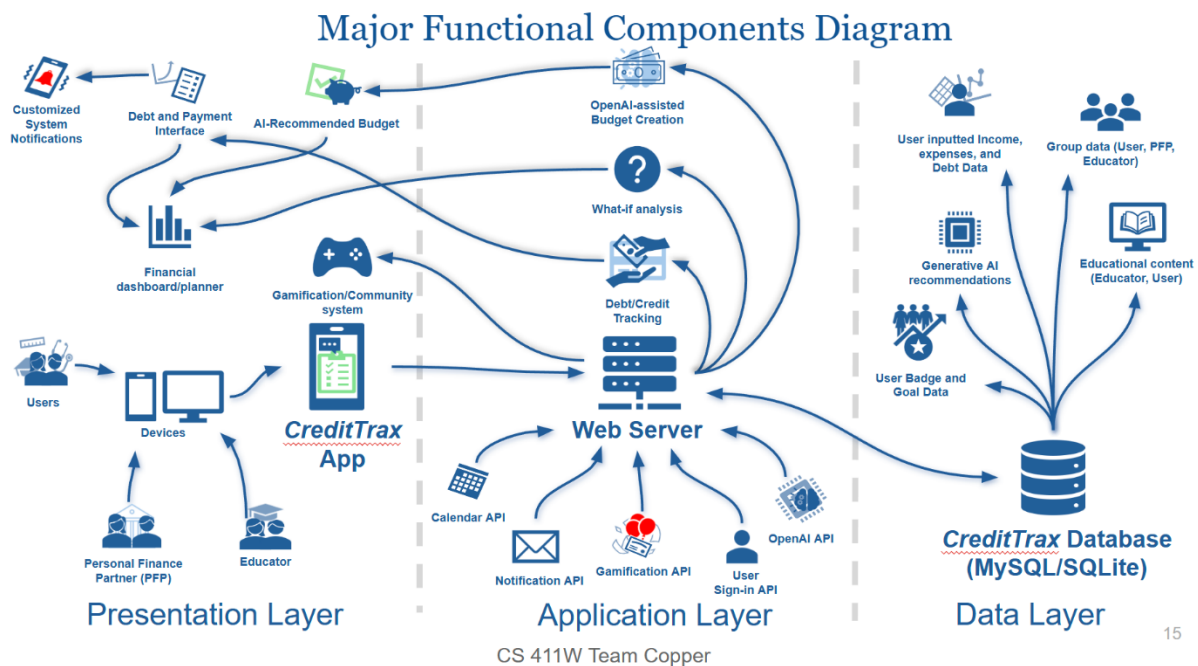 Major Functional Components Diagram
Customized
System
Notifications
Debt and Payment
Interface
AI-Recommended Budget
Financial
dashboard/planner
Gamification/Community
system
Users
Devices
CreditTrax
App
Personal Finance
Partner (PFP)
Educator
Presentation Layer
OpenAI-assisted
Budget Creation
What-if analysis
Debt/Credit
Tracking
Web Server
Calendar API
Notification API
Gamification API
User
Sign-in API
OpenAI API
Application Layer
User inputted Income,
expenses, and
Debt Data
Group data (User, PFP,
Educator)
Generative AI
recommendations
Educational content
(Educator, User)
User Badge and
Goal Data
CreditTrax Database
(MySQL/SQLite)
Data Layer
15
CS 411W Team Copper